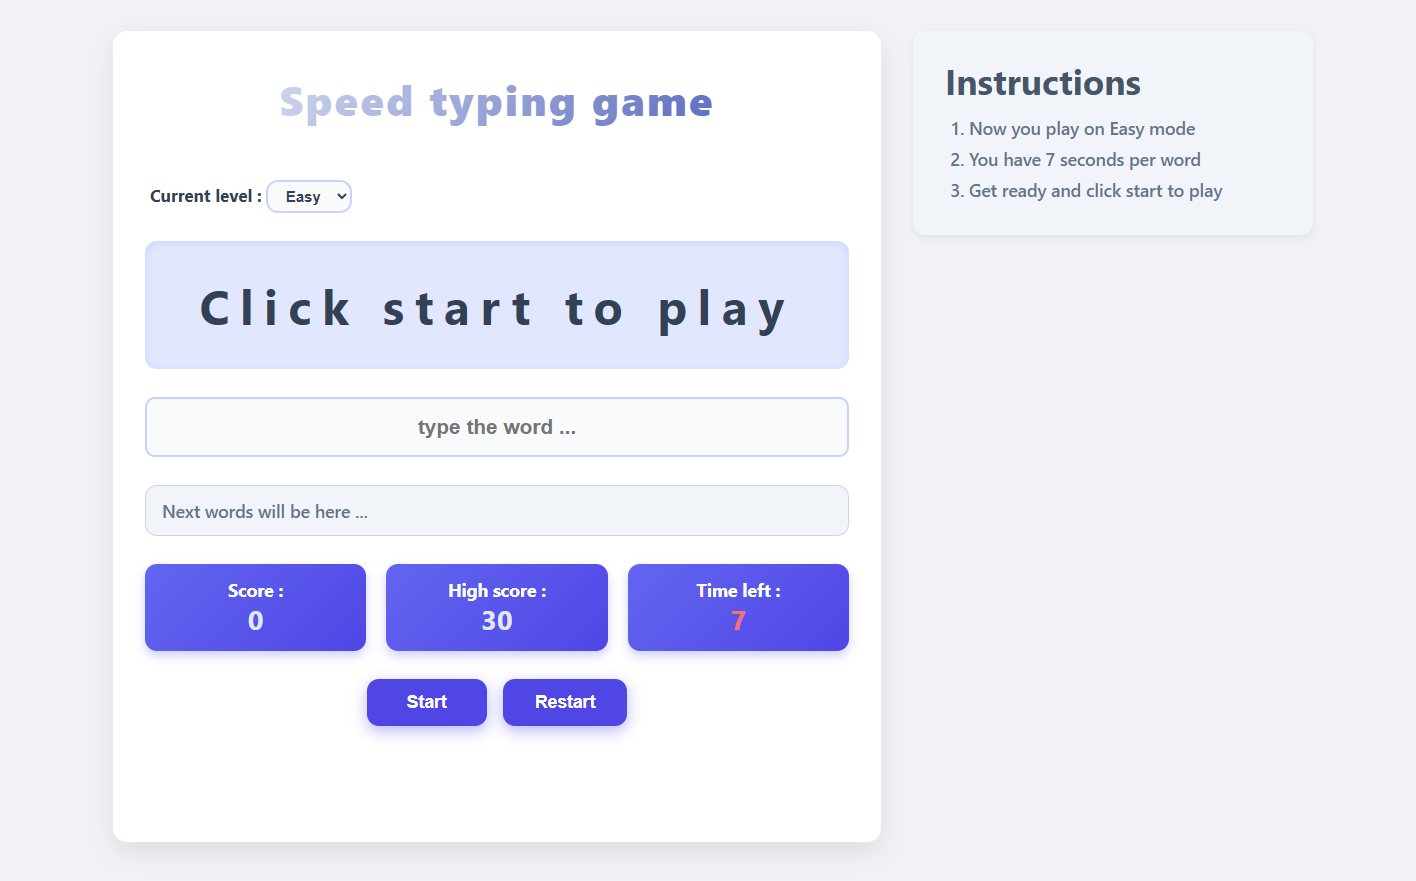 Speed typing game
Current level : Easy
Click start to play
type the word ...
Next words will be here ...
Score :
0
High score :
30
Time left :
7
Start
Restart
Instructions
1. Now you play on Easy mode
2. You have 7 seconds per word
3. Get ready and click start to play